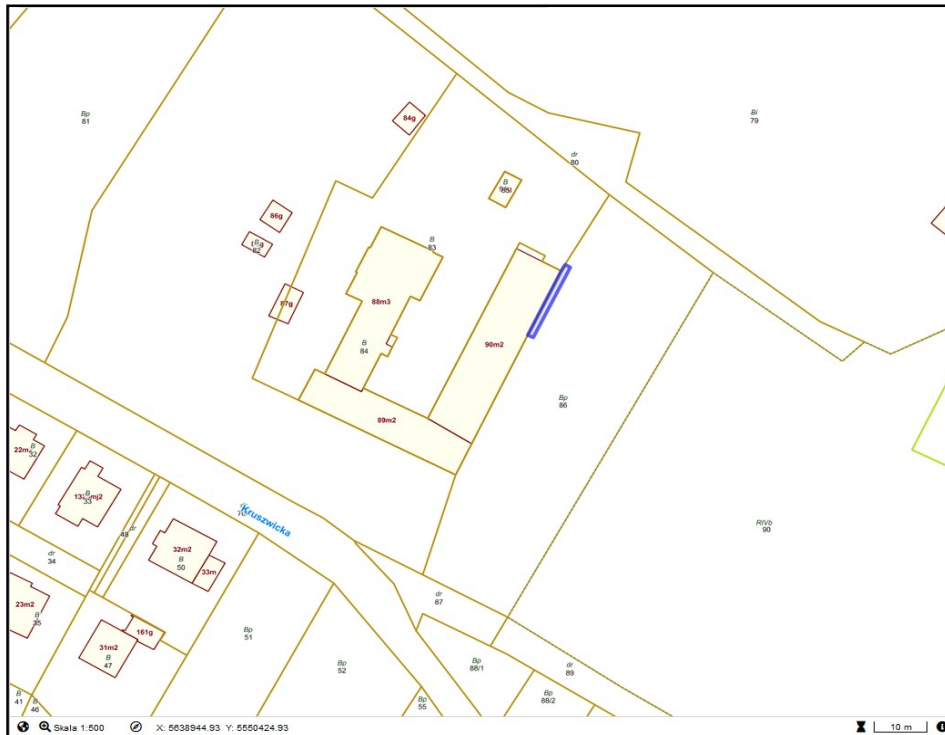 Bp
81
84g
Bi
79
dr
80
B
86g
B
82
B
83
87g
88m3
B
84
90m2
Bp
86
89m2
22m
B
32
B
33
dr
48
dr
34
Kruszwicka
32m2
B
50
33m
RIVb
90
23m2
B
35
161g
31m2
B
47
Bp
51
dr
87
Bp
52
Bp
88/1
dr
89
Bp
88/2
Bp
55
B
41
B
46
Skala 1:500 X: 5638944.93 Y: 5550424.93 10 m